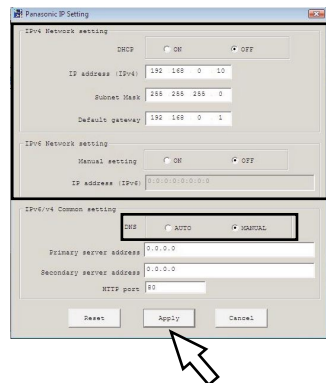 Panasonic IP Setting
IPv4 Network setting
DHCP ON OFF
IP address (IPv4) 192 168 0 10
Subnet Mask 255 255 255 0
Default gateway 192 168 0 1
IPv6 Network setting
Manual setting ON OFF
IP address (IPv6) 0:0:0:0:0:0:0:0
IPv6/v4 Common setting
DNS AUTO MANUAL
Primary server address 0.0.0.0
Secondary server address 0.0.0.0
HTTP port 80
Reset Apply Cancel